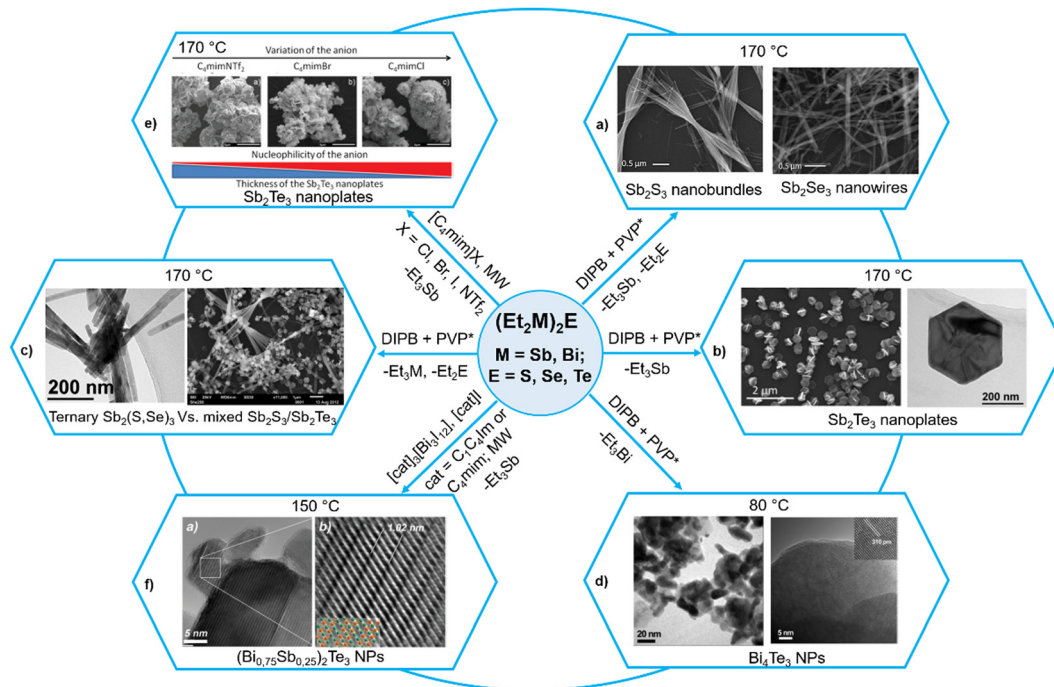 170 °C
Variation of the anion
C₄mimNTf₂ C₄mimBr C₄mimCl
a) b) c)
e)
Nucleophilicity of the anion
Thickness of the Sb₂Te₃ nanoplates
Sb₂Te₃ nanoplates
170 °C
a)
0.5 µm 0.5 µm
Sb₂S₃ nanobundles Sb₂Se₃ nanowires
[C₄mim]X, MW
X = Cl, Br, I, NTf₂
-Et₃Sb
DIPB + PVP*
-Et₃Sb, -Et₂E
170 °C
c)
200 nm
Ternary Sb₂(S,Se)₃ Vs. mixed Sb₂S₃/Sb₂Te₃
DIPB + PVP*
-Et₃M, -Et₂E
(Et₂M)₂E
M = Sb, Bi;
E = S, Se, Te
DIPB + PVP*
-Et₃Sb
170 °C
b)
2 µm 200 nm
Sb₂Te₃ nanoplates
[cat]₃[Bi₃I₁₂], [cat]I
cat = C₁C₄Im or
C₄mim; MW
-Et₃Sb
DIPB + PVP*
-Et₃Bi
150 °C
a) b)
1.02 nm
f)
5 nm
(Bi₀,₇₅Sb₀,₂₅)₂Te₃ NPs
80 °C
310 pm
d)
20 nm 5 nm
Bi₄Te₃ NPs